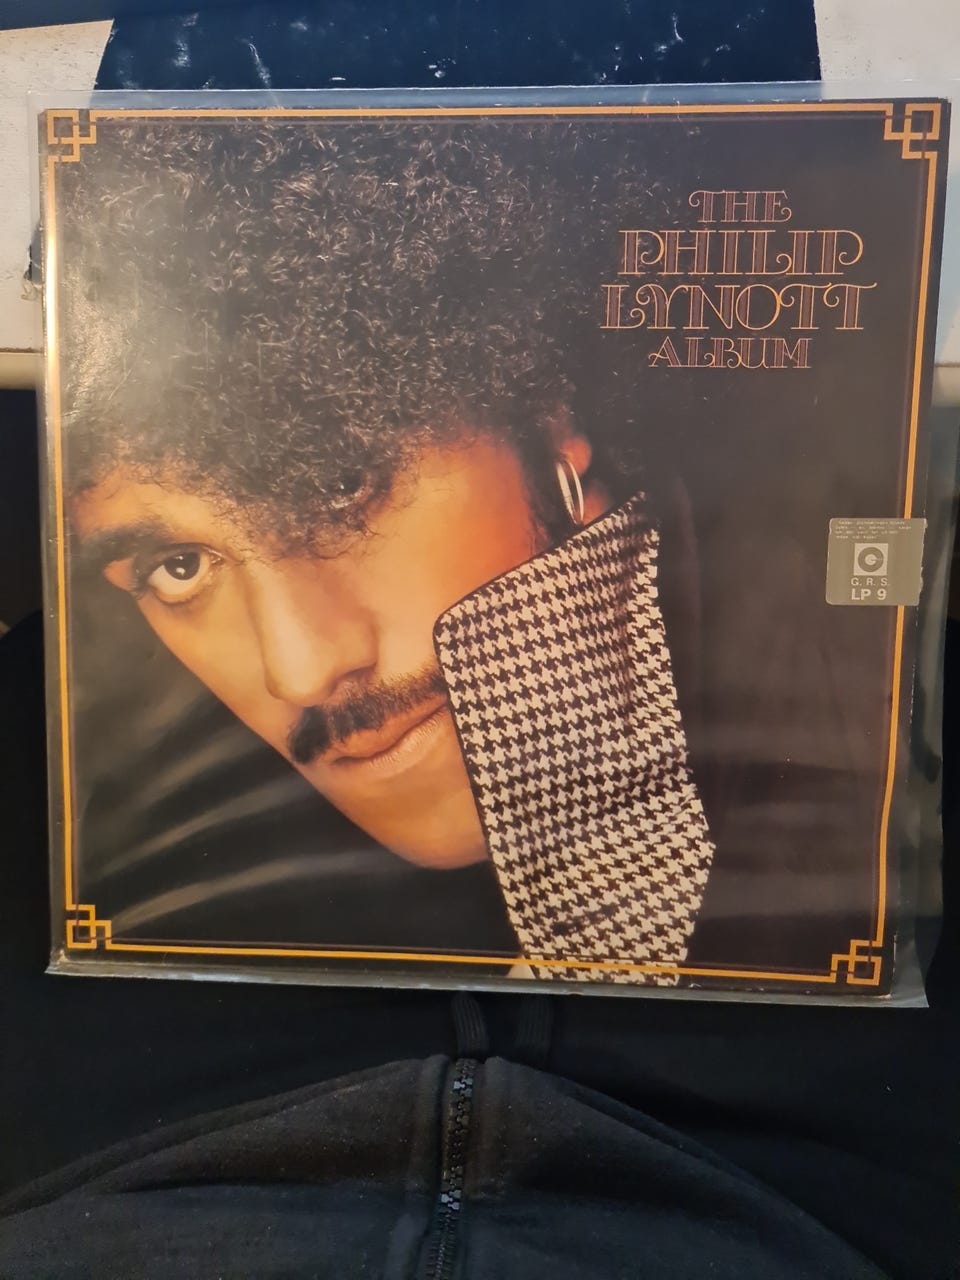 THE
PHILIP
LYNOTT
ALBUM
G. R. S.
LP 9